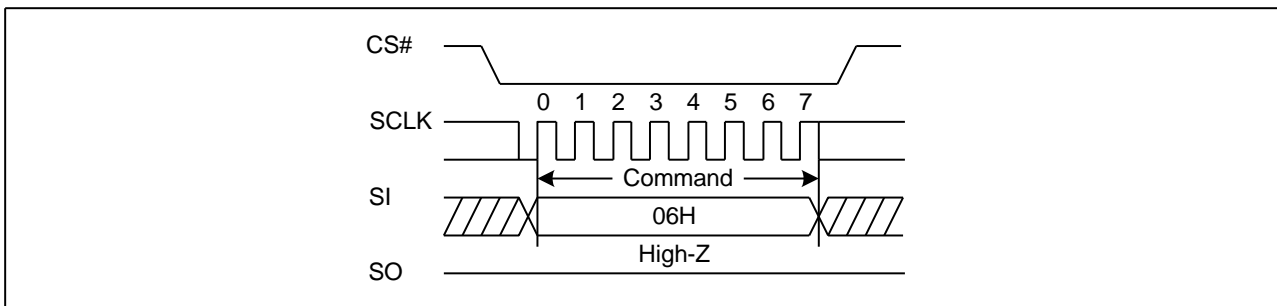 CS#
0 1 2 3 4 5 6 7
SCLK
Command
SI
06H
High-Z
SO